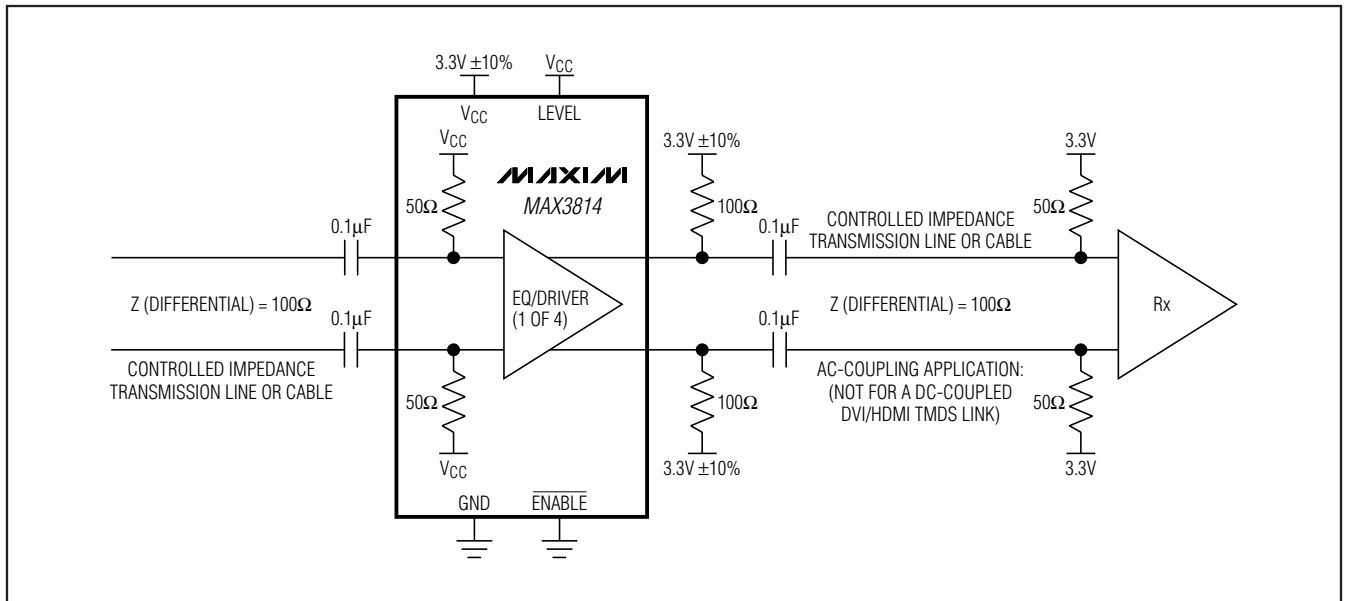 3.3V ±10%
VCC
VCC
LEVEL
VCC
50Ω
MAXIM
MAX3814
3.3V ±10%
100Ω
3.3V
50Ω
0.1µF
0.1µF
CONTROLLED IMPEDANCE
TRANSMISSION LINE OR CABLE
Z (DIFFERENTIAL) = 100Ω
EQ/DRIVER
(1 OF 4)
Z (DIFFERENTIAL) = 100Ω
Rx
0.1µF
0.1µF
CONTROLLED IMPEDANCE
TRANSMISSION LINE OR CABLE
50Ω
VCC
100Ω
3.3V ±10%
AC-COUPLING APPLICATION:
(NOT FOR A DC-COUPLED
DVI/HDMI TMDS LINK)
50Ω
3.3V
GND
ENABLE